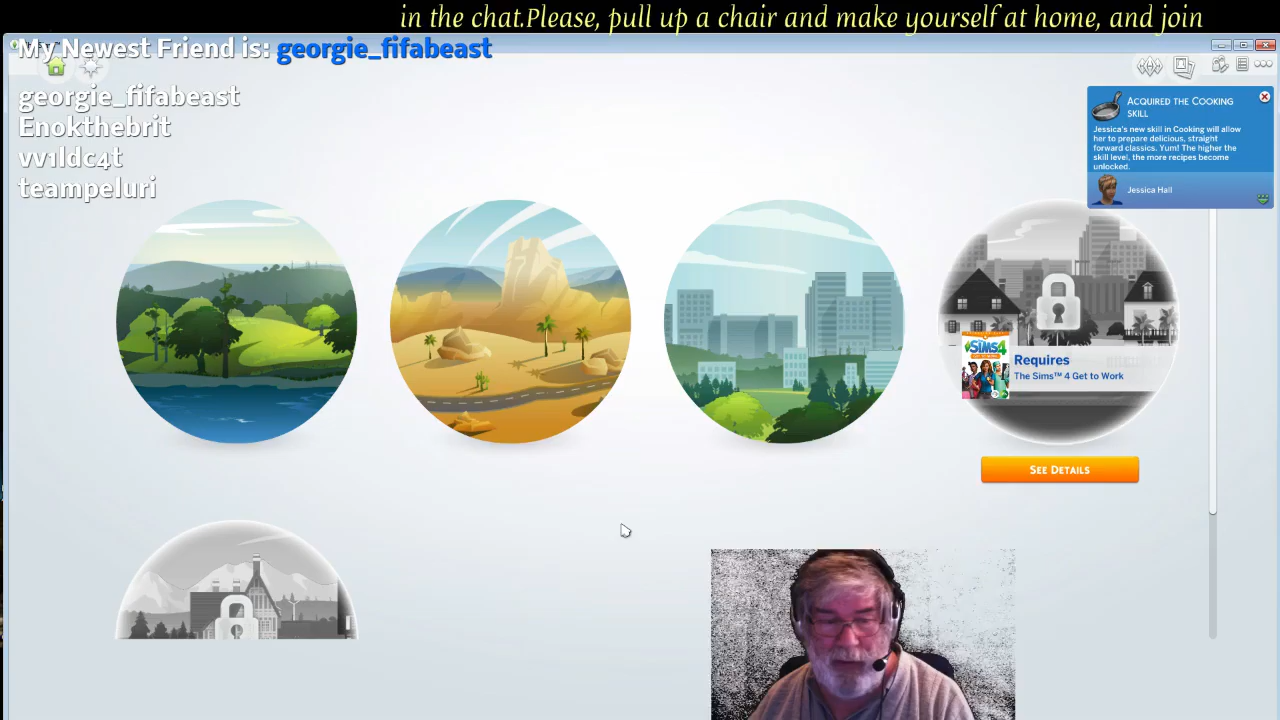 in the chat.Please, pull up a chair and make yourself at home, and join
My Newest Friend is: georgie_fifabeast
georgie_fifabeast
Enokthebrit
vv1ldc4t
teampeluri
Acquired the Cooking
Skill
Jessica's new skill in Cooking will allow
her to prepare delicious, straight
forward classics. Yum! The higher the
skill level, the more recipes become
unlocked.
Jessica Hall
SIMS4
Requires
The Sims™ 4 Get to Work
See Details